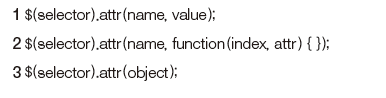 1 $(selector).attr(name, value);
2 $(selector).attr(name, function(index, attr) { });
3 $(selector).attr(object);